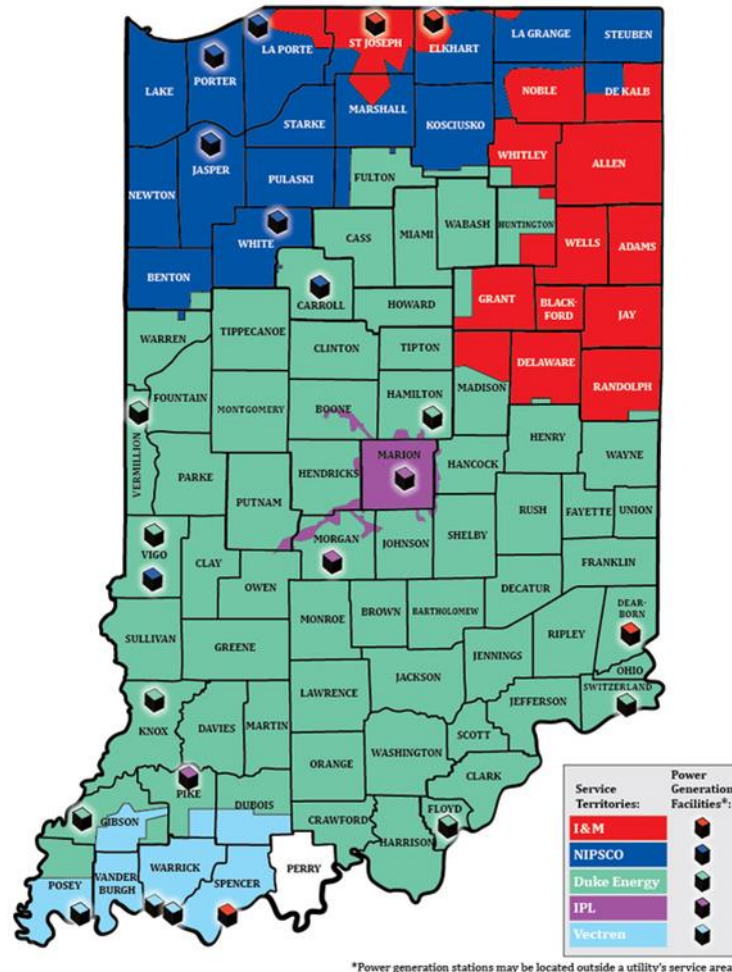 LA PORTE
ST JOSEPH
ELKHART
LA GRANGE
STEUBEN
PORTER
LAKE
NOBLE
DE KALB
MARSHALL
STARKE
KOSCIUSKO
WHITLEY
ALLEN
JASPER
PULASKI
FULTON
NEWTON
WABASH
HUNTINGTON
MIAMI
CASS
WHITE
WELLS
ADAMS
BENTON
CARROLL
GRANT
BLACK-
FORD
JAY
HOWARD
TIPPECANOE
WARREN
CLINTON
TIPTON
DELAWARE
RANDOLPH
MADISON
FOUNTAIN
MONTGOMERY
BOONE
HAMILTON
VERMILLION
HENRY
WAYNE
MARION
HANCOCK
PARKE
HENDRICKS
PUTNAM
RUSH
FAYETTE
UNION
VIGO
MORGAN
JOHNSON
SHELBY
CLAY
FRANKLIN
OWEN
DECATUR
MONROE
BROWN
BARTHOLOMEW
DEAR-
BORN
SULLIVAN
GREENE
RIPLEY
JENNINGS
OHIO
JACKSON
SWITZERLAND
LAWRENCE
JEFFERSON
KNOX
DAVIES
MARTIN
SCOTT
WASHINGTON
ORANGE
CLARK
PIKE
DUBOIS
GIBSON
CRAWFORD
FLOYD
HARRISON
WARRICK
PERRY
POSEY
VANDER
BURGH
SPENCER
Service
Territories:
Power
Generation
Facilities*:
I&M
NIPSCO
Duke Energy
IPL
Vectren
*Power generation stations may be located outside a utility's service area